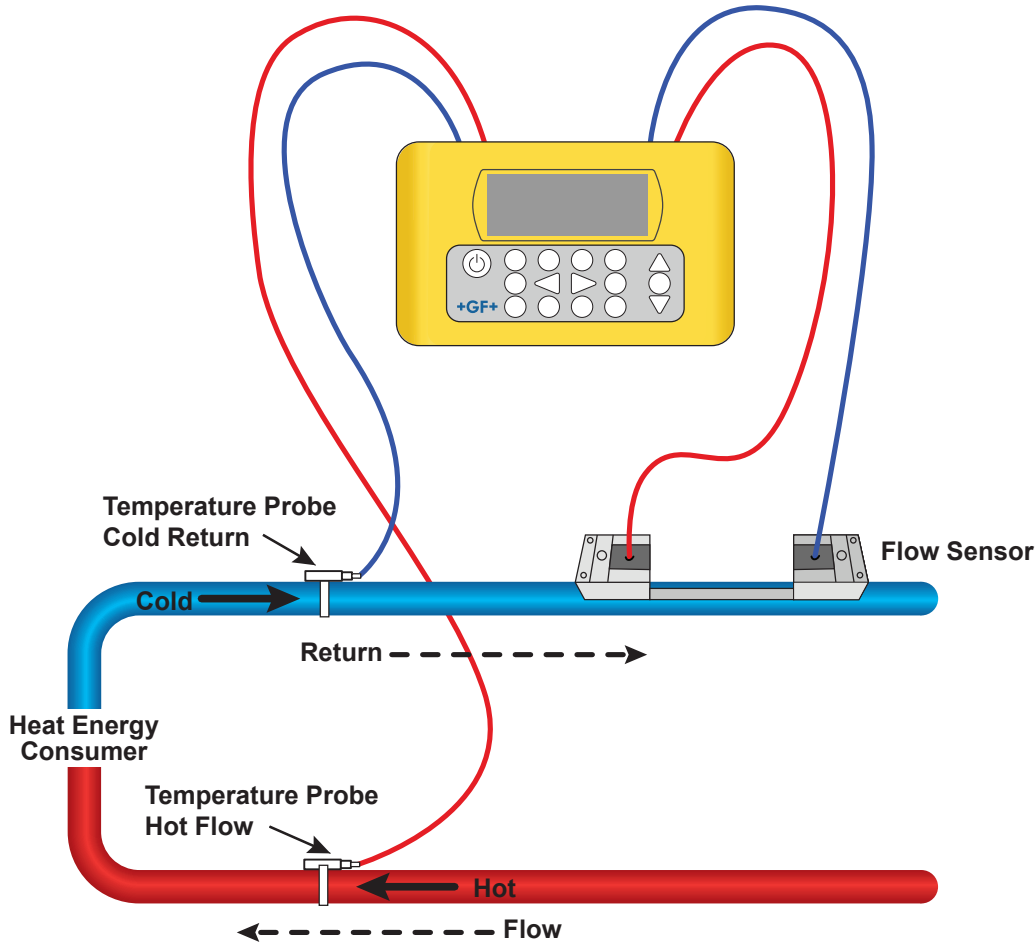 +GF+
Temperature Probe
Cold Return
Flow Sensor
Cold
Return
Heat Energy
Consumer
Temperature Probe
Hot Flow
Hot
Flow